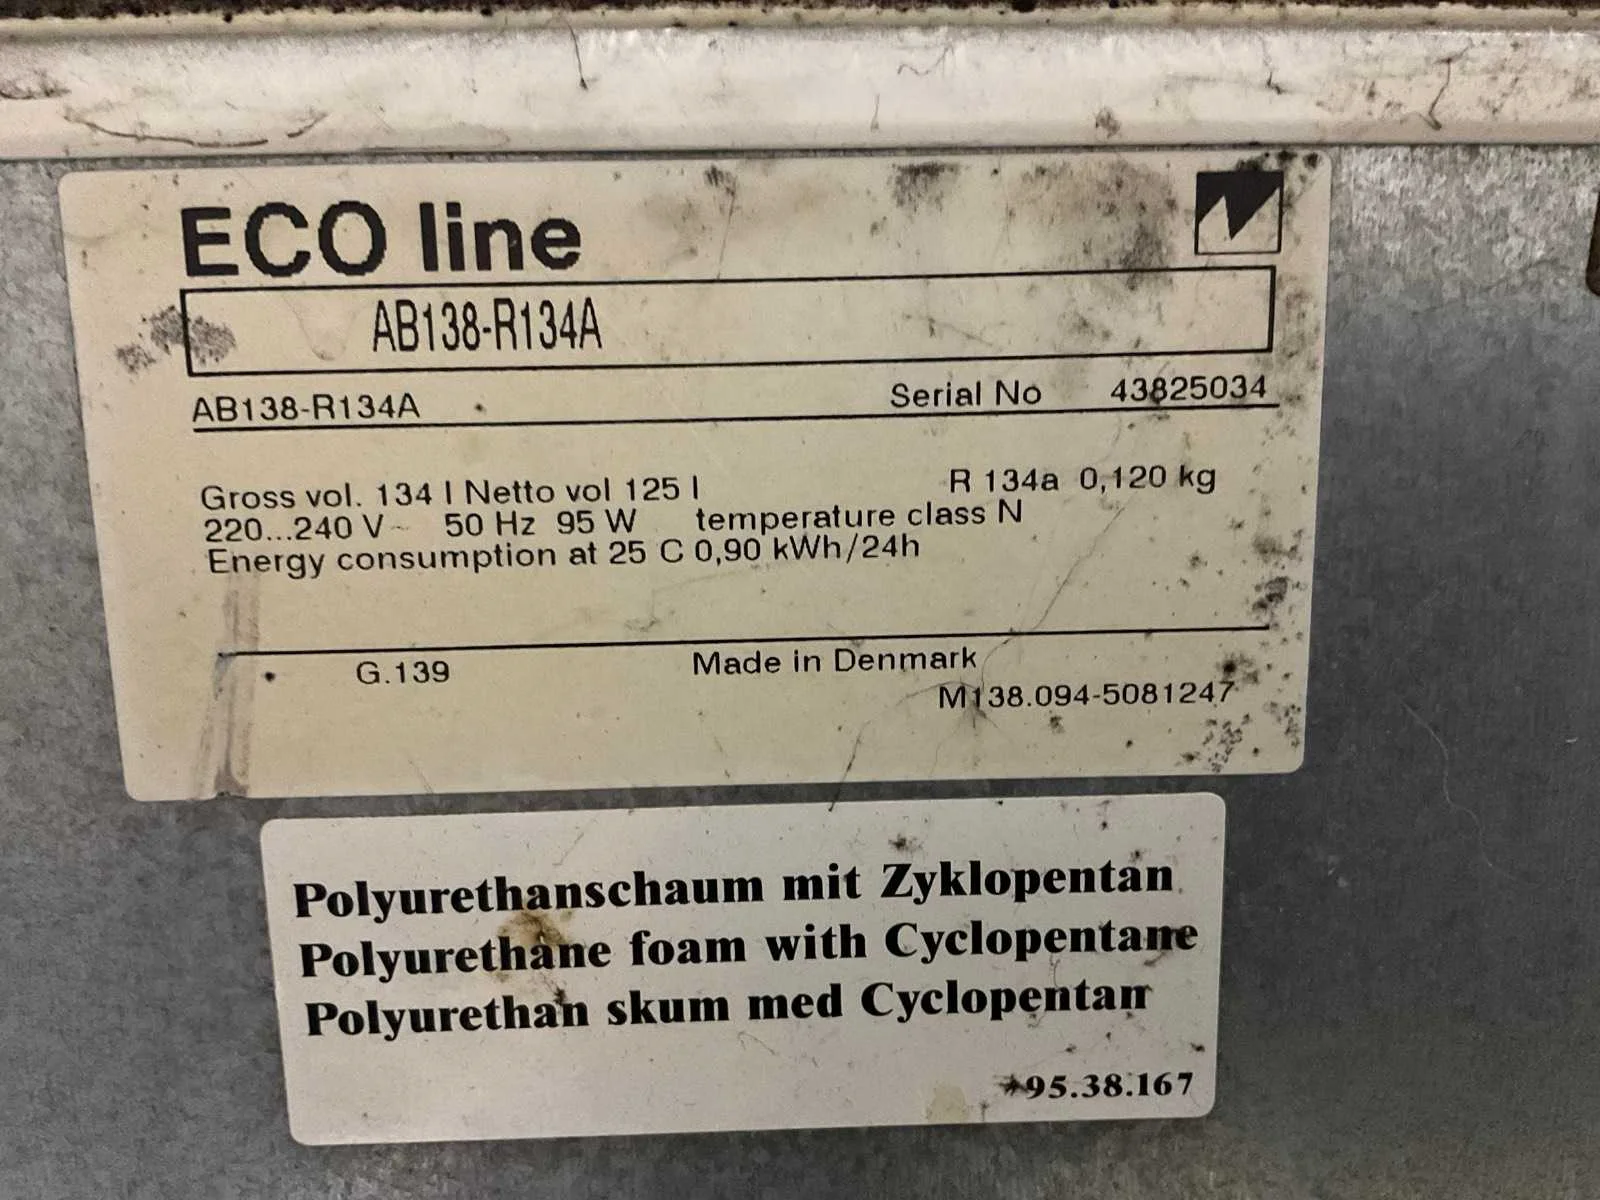 ECO line
AB138-R134A
AB138-R134A Serial No 43825034
Gross vol. 134 l Netto vol 125 l R 134a 0,120 kg
220...240 V~ 50 Hz 95 W temperature class N
Energy consumption at 25 C 0,90 kWh/24h
G.139 Made in Denmark
M138.094-5081247
Polyurethanschaum mit Zyklopentan
Polyurethane foam with Cyclopentane
Polyurethan skum med Cyclopentan
95.38.167